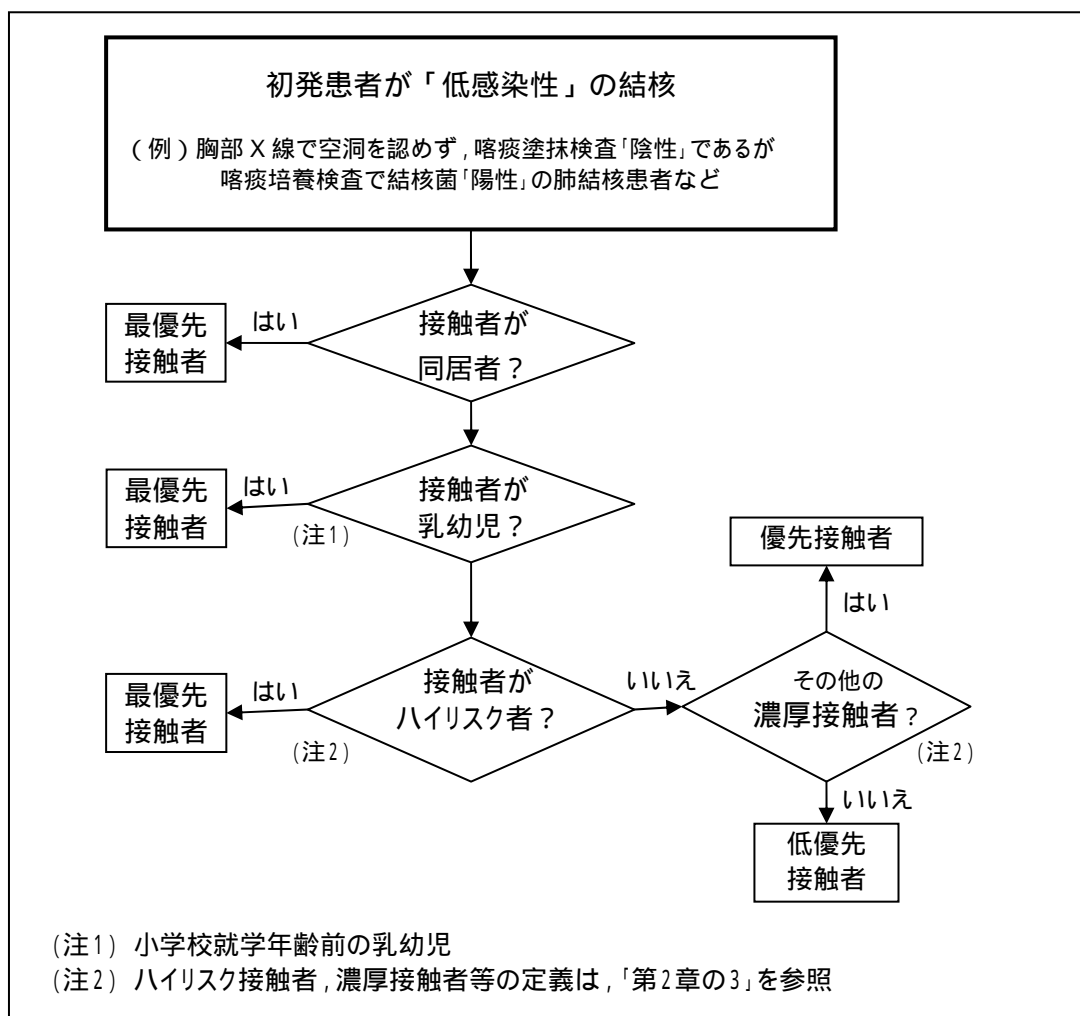 初発患者が「低感染性」の結核
(例)胸部X線で空洞を認めず,喀痰塗抹検査「陰性」であるが
喀痰培養検査で結核菌「陽性」の肺結核患者など
接触者が
同居者?
はい
最優先
接触者
接触者が
乳幼児?
はい
(注1)
最優先
接触者
接触者が
ハイリスク者?
はい
(注2)
最優先
接触者
いいえ
その他の
濃厚接触者?
(注2)
はい
優先接触者
いいえ
低優先
接触者
(注1) 小学校就学年齢前の乳幼児
(注2) ハイリスク接触者,濃厚接触者等の定義は,「第2章の3」を参照